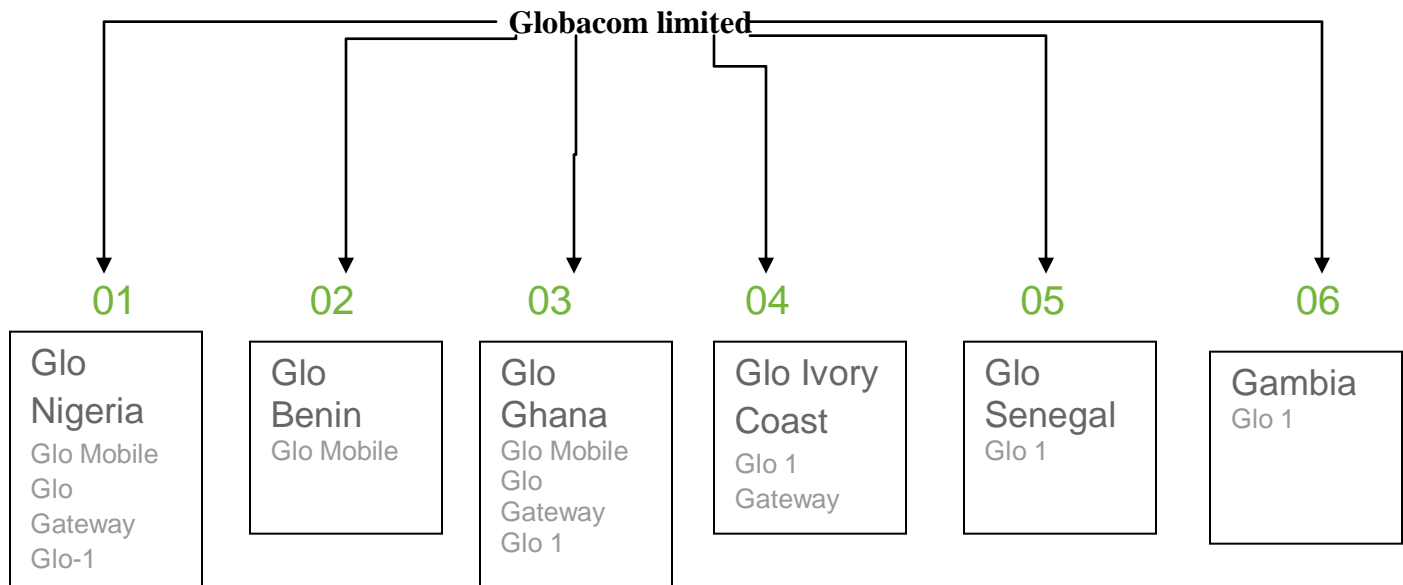 Globacom limited
01
02
03
04
05
06
Glo
Nigeria
Glo Mobile
Glo
Gateway
Glo-1
Glo
Benin
Glo Mobile
Glo
Ghana
Glo Mobile
Glo
Gateway
Glo 1
Glo Ivory
Coast
Glo 1
Gateway
Glo
Senegal
Glo 1
Gambia
Glo 1